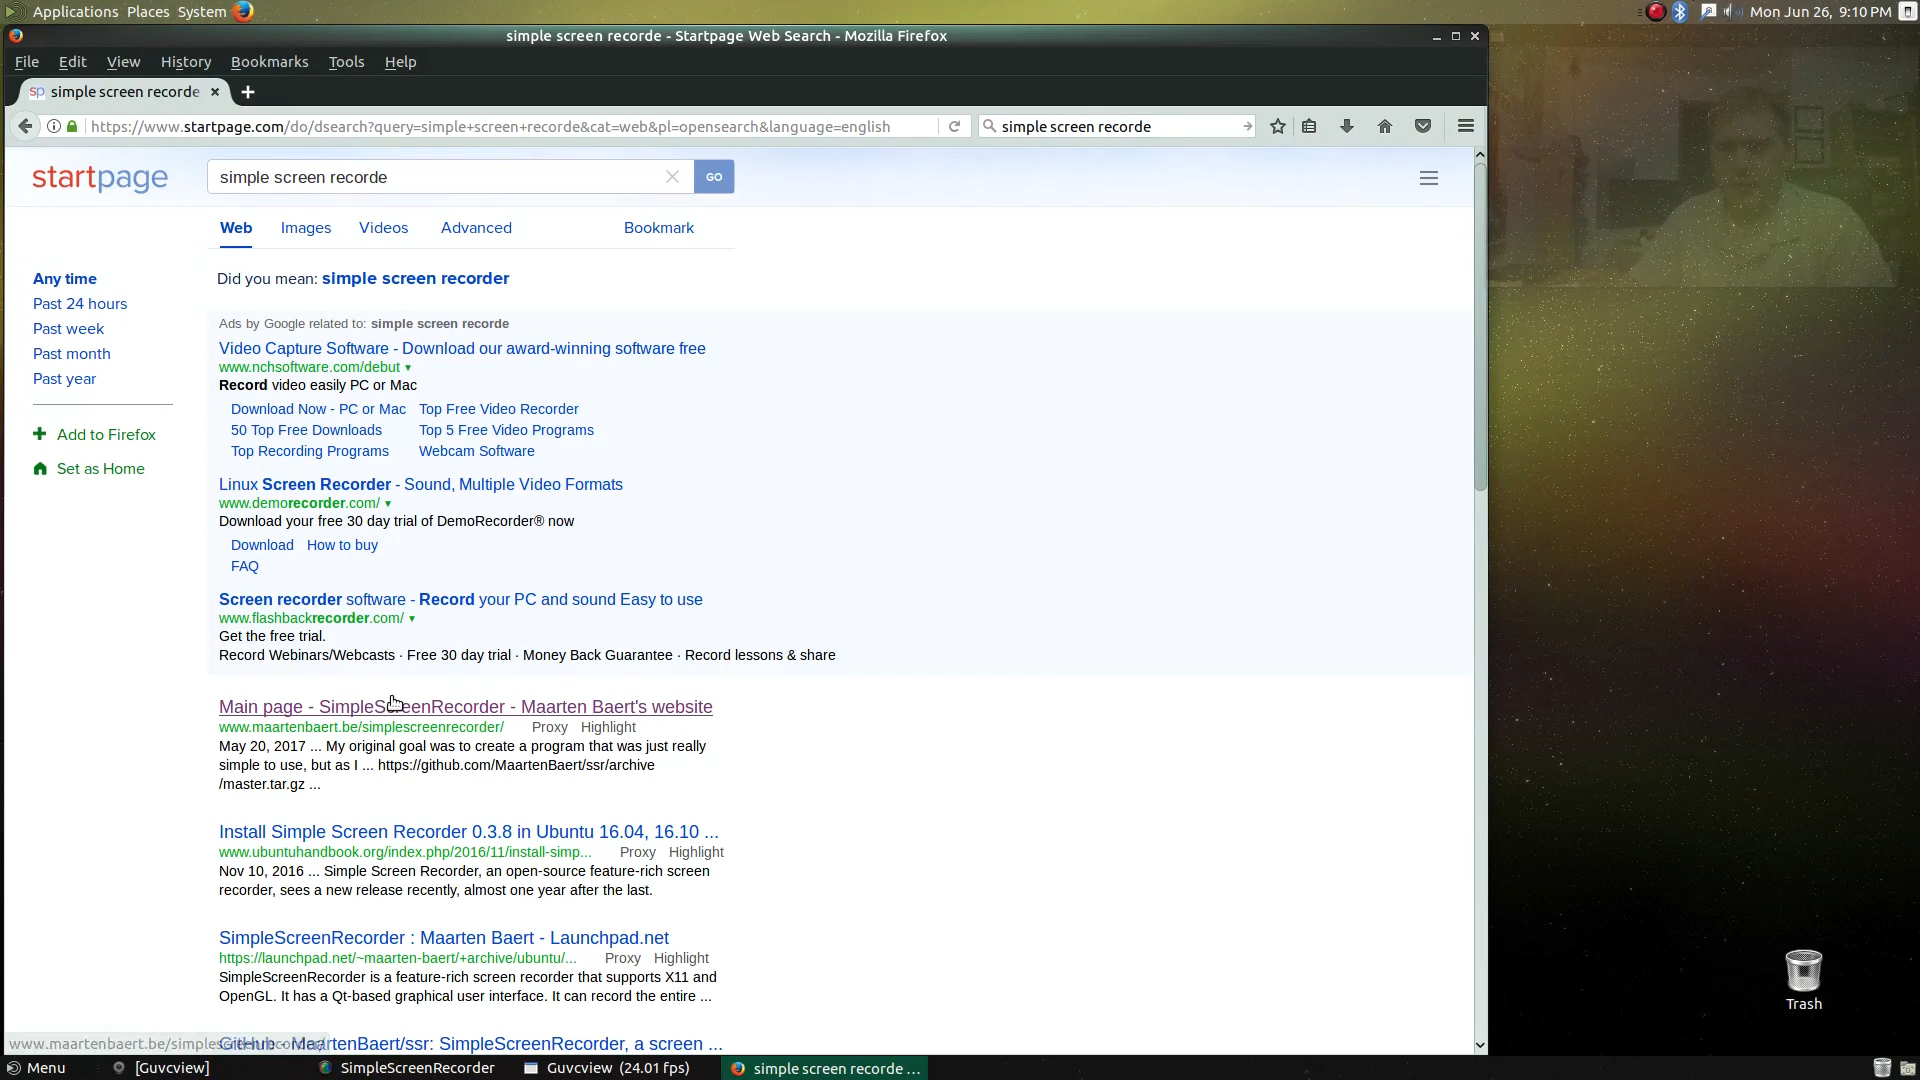 Applications Places System
Mon Jun 26, 9:10 PM
simple screen recorde - Startpage Web Search - Mozilla Firefox
File Edit View History Bookmarks Tools Help
sp simple screen recorde
https://www.startpage.com/do/dsearch?query=simple+screen+recorde&cat=web&pl=opensearch&language=english
simple screen recorde
startpage
simple screen recorde
GO
Web Images Videos Advanced Bookmark
Any time
Past 24 hours
Past week
Past month
Past year
Add to Firefox
Set as Home
Did you mean: simple screen recorder
Ads by Google related to: simple screen recorde
Video Capture Software - Download our award-winning software free
www.nchsoftware.com/debut
Record video easily PC or Mac
Download Now - PC or Mac Top Free Video Recorder
50 Top Free Downloads Top 5 Free Video Programs
Top Recording Programs Webcam Software
Linux Screen Recorder - Sound, Multiple Video Formats
www.demorecorder.com/
Download your free 30 day trial of DemoRecorder® now
Download How to buy
FAQ
Screen recorder software - Record your PC and sound Easy to use
www.flashbackrecorder.com/
Get the free trial.
Record Webinars/Webcasts · Free 30 day trial · Money Back Guarantee · Record lessons & share
Main page - SimpleScreenRecorder - Maarten Baert's website
www.maartenbaert.be/simplescreenrecorder/ Proxy Highlight
May 20, 2017 ... My original goal was to create a program that was just really
simple to use, but as I ... https://github.com/MaartenBaert/ssr/archive
/master.tar.gz ...
Install Simple Screen Recorder 0.3.8 in Ubuntu 16.04, 16.10 ...
www.ubuntuhandbook.org/index.php/2016/11/install-simp... Proxy Highlight
Nov 10, 2016 ... Simple Screen Recorder, an open-source feature-rich screen
recorder, sees a new release recently, almost one year after the last.
SimpleScreenRecorder : Maarten Baert - Launchpad.net
https://launchpad.net/~maarten-baert/+archive/ubuntu/... Proxy Highlight
SimpleScreenRecorder is a feature-rich screen recorder that supports X11 and
OpenGL. It has a Qt-based graphical user interface. It can record the entire ...
GitHub - MaartenBaert/ssr: SimpleScreenRecorder, a screen ...
www.maartenbaert.be/simplescreenrecorder/
Menu [Guvcview] SimpleScreenRecorder Guvcview (24.01 fps) simple screen recorde ...
Trash